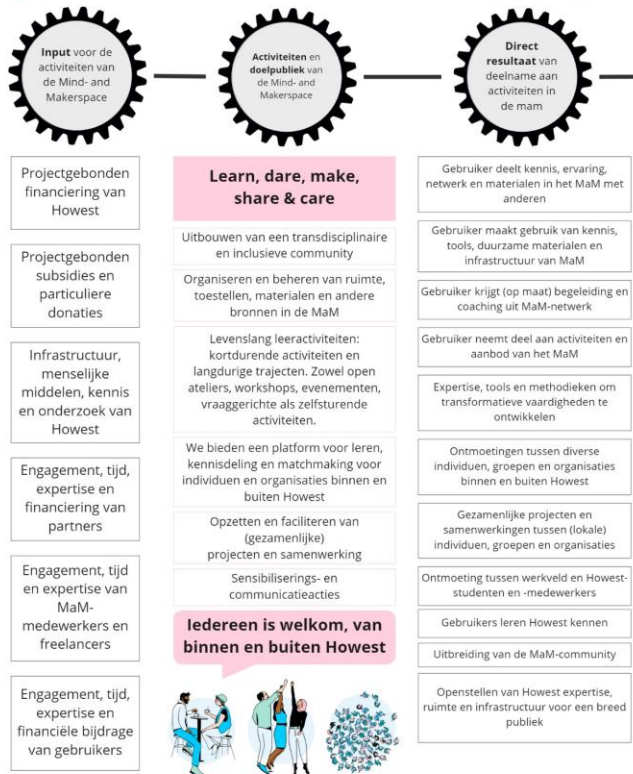 Input voor de
activiteiten van
de Mind- and
Makerspace
Activiteiten en
doelpubliek van
de Mind- and
Makerspace
Direct
resultaat van
deelname aan
activiteiten in
de mam
Projectgebonden
financiering van
Howest
Projectgebonden
subsidies en
particuliere
donaties
Infrastructuur,
menselijke
middelen, kennis
en onderzoek van
Howest
Engagement, tijd,
expertise en
financiering van
partners
Engagement, tijd
en expertise van
MaM-
medewerkers en
freelancers
Engagement, tijd,
expertise en
financiële bijdrage
van gebruikers
Learn, dare, make,
share & care
Uitbouwen van een transdisciplinaire
en inclusieve community
Organiseren en beheren van ruimte,
toestellen, materialen en andere
bronnen in de MaM
Levenslang leeractiviteiten:
kortdurende activiteiten en
langdurige trajecten. Zowel open
ateliers, workshops, evenementen,
vraaggerichte als zelfsturende
activiteiten.
We bieden een platform voor leren,
kennisdeling en matchmaking voor
individuen en organisaties binnen en
buiten Howest
Opzetten en faciliteren van
(gezamenlijke)
projecten en samenwerking
Sensibiliserings- en
communicatieacties
Iedereen is welkom, van
binnen en buiten Howest
Gebruiker deelt kennis, ervaring,
netwerk en materialen in het MaM met
anderen
Gebruiker maakt gebruik van kennis,
tools, duurzame materialen en
infrastructuur van MaM
Gebruiker krijgt (op maat) begeleiding en
coaching uit MaM-netwerk
Gebruiker neemt deel aan activiteiten en
aanbod van het MaM
Expertise, tools en methodieken om
transformatieve vaardigheden te
ontwikkelen
Ontmoetingen tussen diverse
individuen, groepen en organisaties
binnen en buiten Howest
Gezamenlijke projecten en
samenwerkingen tussen (lokale)
individuen, groepen en organisaties
Ontmoeting tussen werkveld en Howest-
studenten en -medewerkers
Gebruikers leren Howest kennen
Uitbreiding van de MaM-community
Openstellen van Howest expertise,
ruimte en infrastructuur voor een breed
publiek